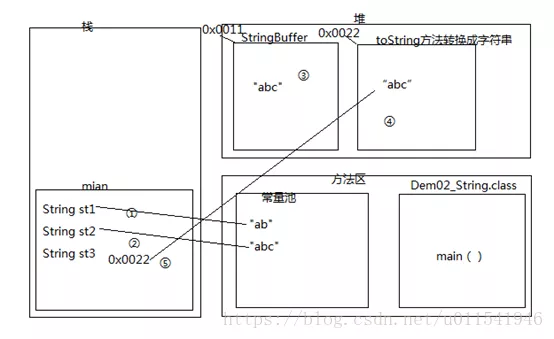 栈
堆
0x0011
StringBuffer
0x0022
toString方法转换成字符串
"abc"
③
"abc"
④
mian
String st1
①
String st2
②
String st3
0x0022
⑤
方法区
常量池
"ab"
"abc"
Dem02_String.class
main（ ）
https://blog.csdn.net/u011541946